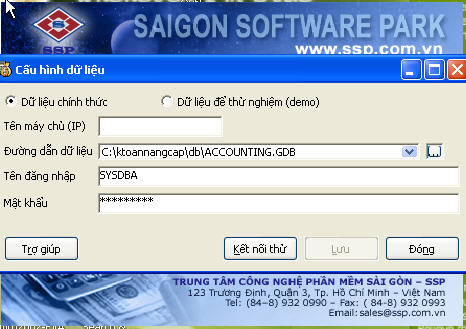 SAIGON SOFTWARE PARK
SSP
www.ssp.com.vn
Cấu hình dữ liệu
Dữ liệu chính thức
Dữ liệu để thử nghiệm (demo)
Tên máy chủ (IP)
Đường dẫn dữ liệu C:\ktoannangcap\db\ACCOUNTING.GDB ...
Tên đăng nhập SYSDBA
Mật khẩu *********
Trợ giúp Kết nối thử Lưu Đóng
TRUNG TÂM CÔNG NGHỆ PHẦN MỀM SÀI GÒN – SSP
123 Trương Định, Quận 3, Tp. Hồ Chí Minh – Việt Nam
Tel: (84–8) 932 0990 – Fax: ( 84–8) 932 0993
Email: sales@ssp.com.vn